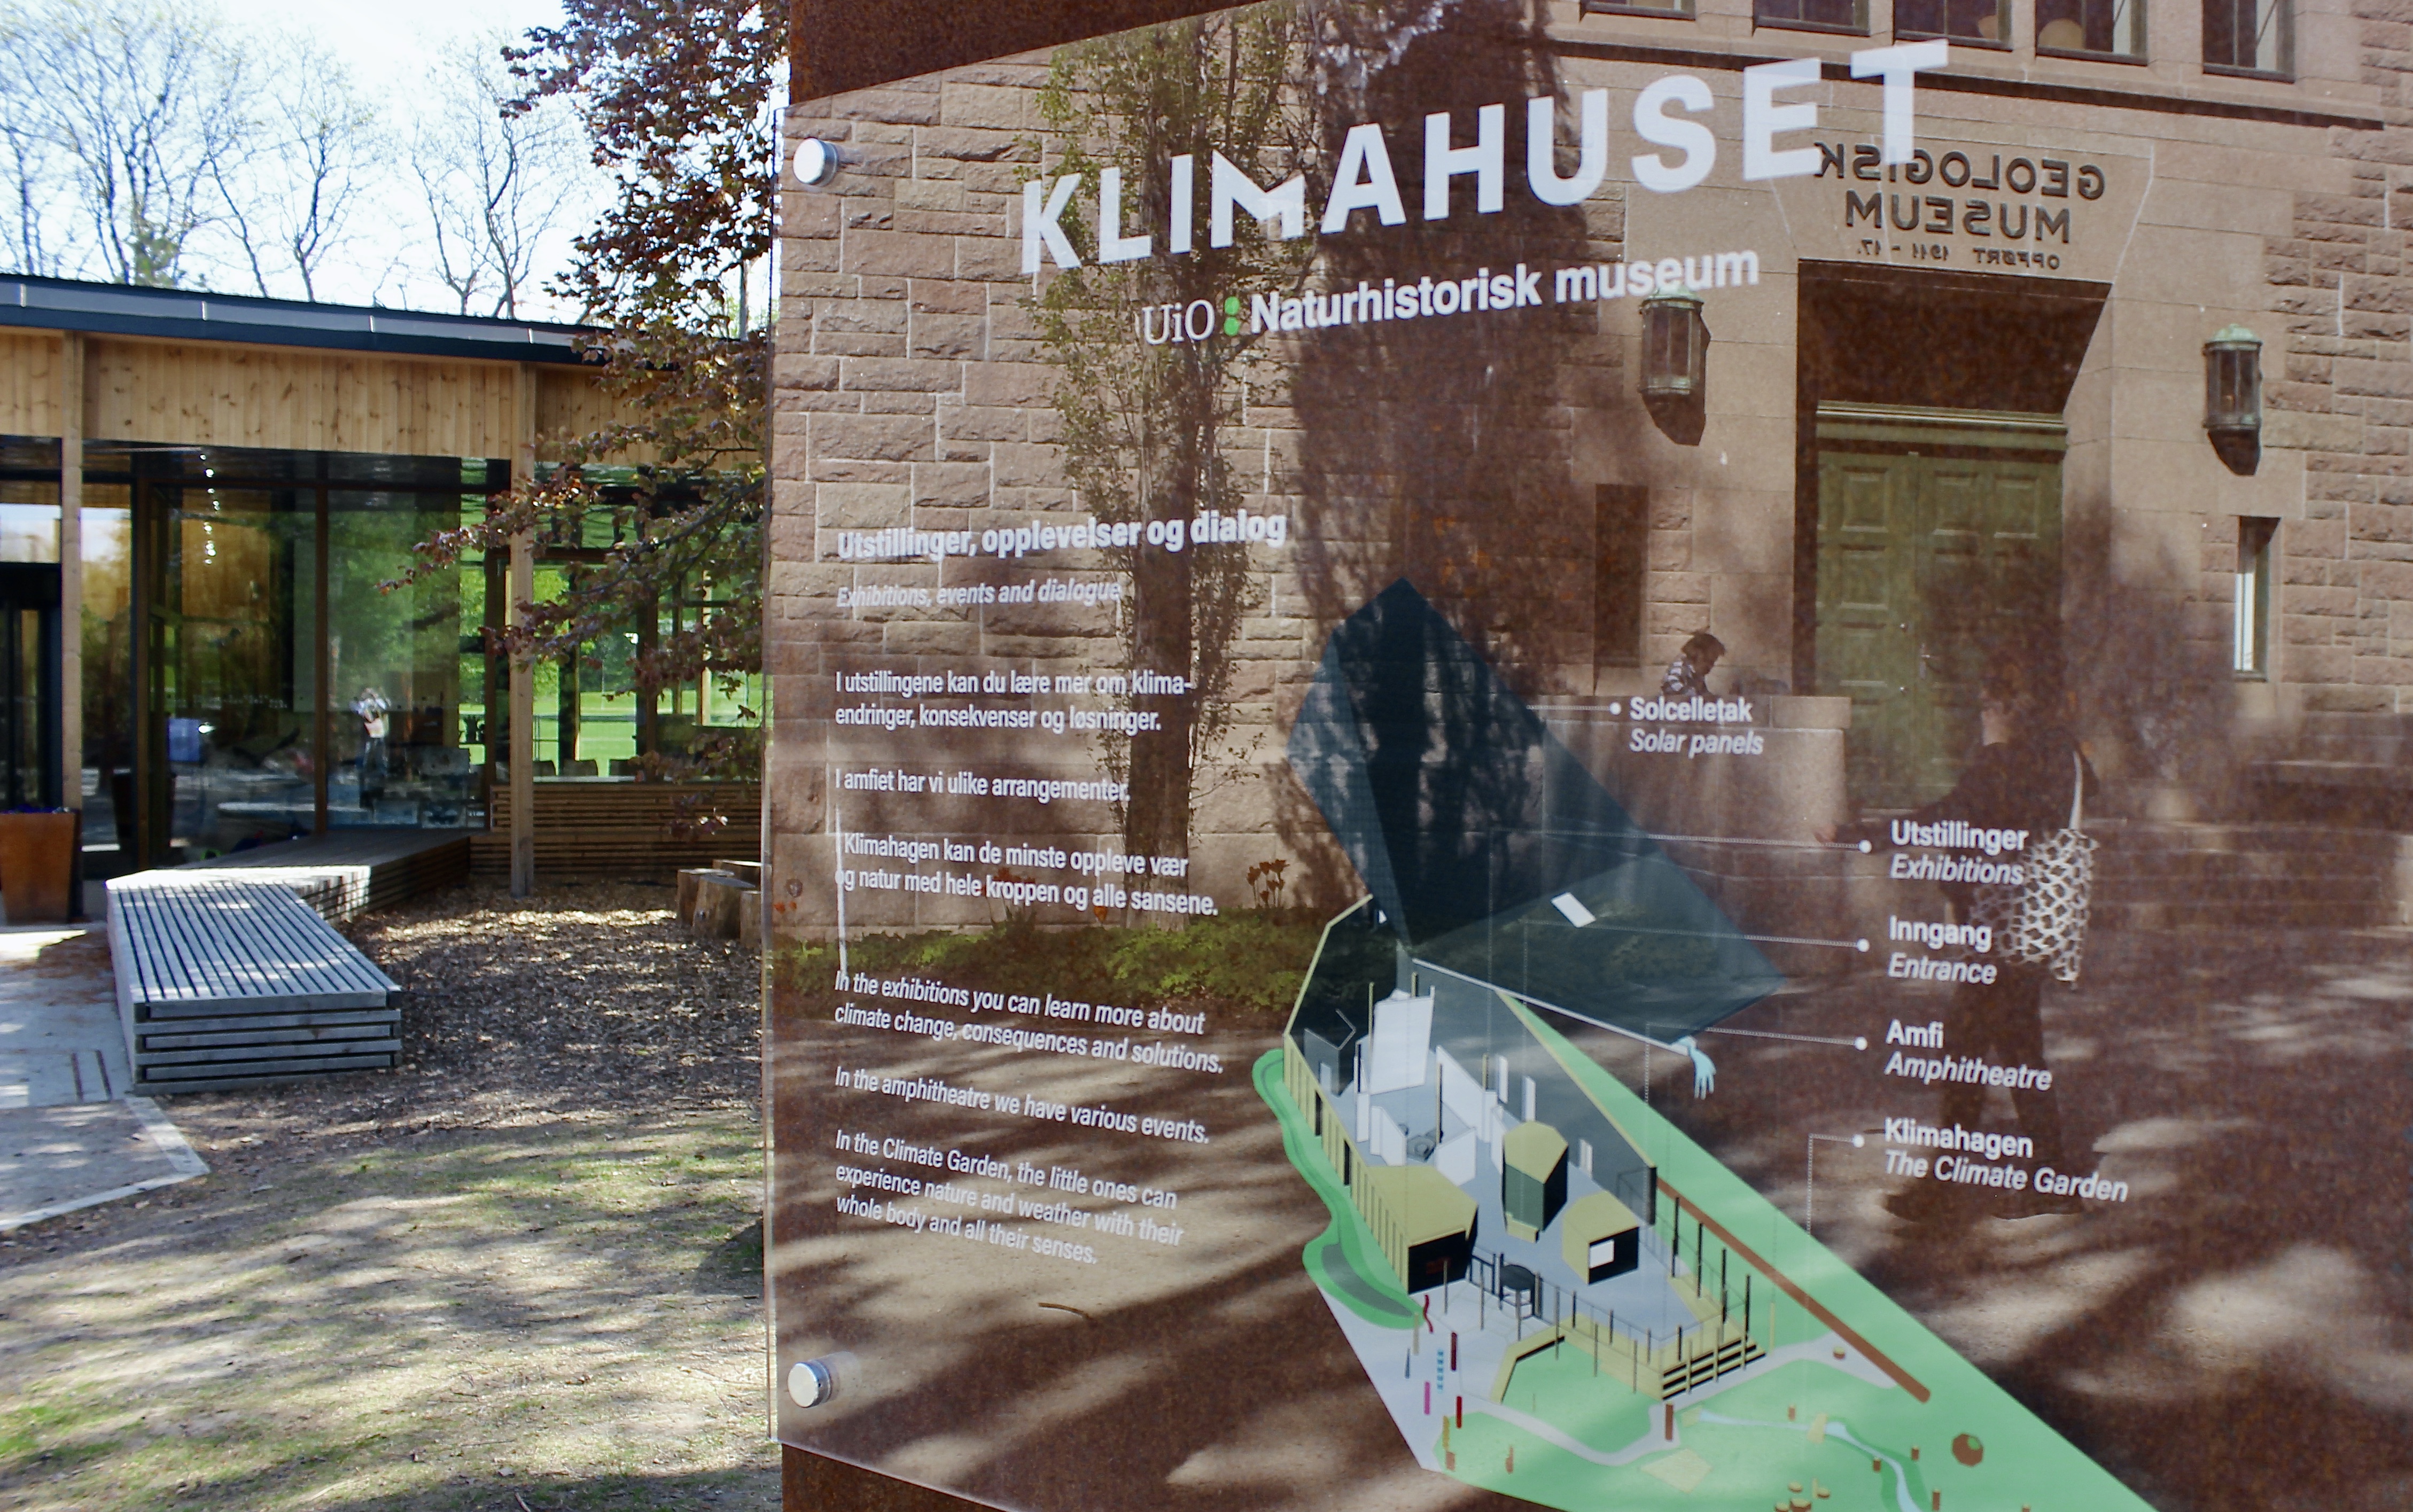 KLIMAHUSET
UiO:Naturhistorisk museum
GEOLOGISK
MUSEUM
OPFØRT 1911 - 17.
Utstillinger, opplevelser og dialog
Exhibitions, events and dialogue
I utstillingene kan du lære mer om klima-
endringer, konsekvenser og løsninger.
I amfiet har vi ulike arrangementer.
I Klimahagen kan de minste oppleve vær
og natur med hele kroppen og alle sansene.
In the exhibitions you can learn more about
climate change, consequences and solutions.
In the amphitheatre we have various events.
In the Climate Garden, the little ones can
experience nature and weather with their
whole body and all their senses.
Solcelletak
Solar panels
Utstillinger
Exhibitions
Inngang
Entrance
Amfi
Amphitheatre
Klimahagen
The Climate Garden